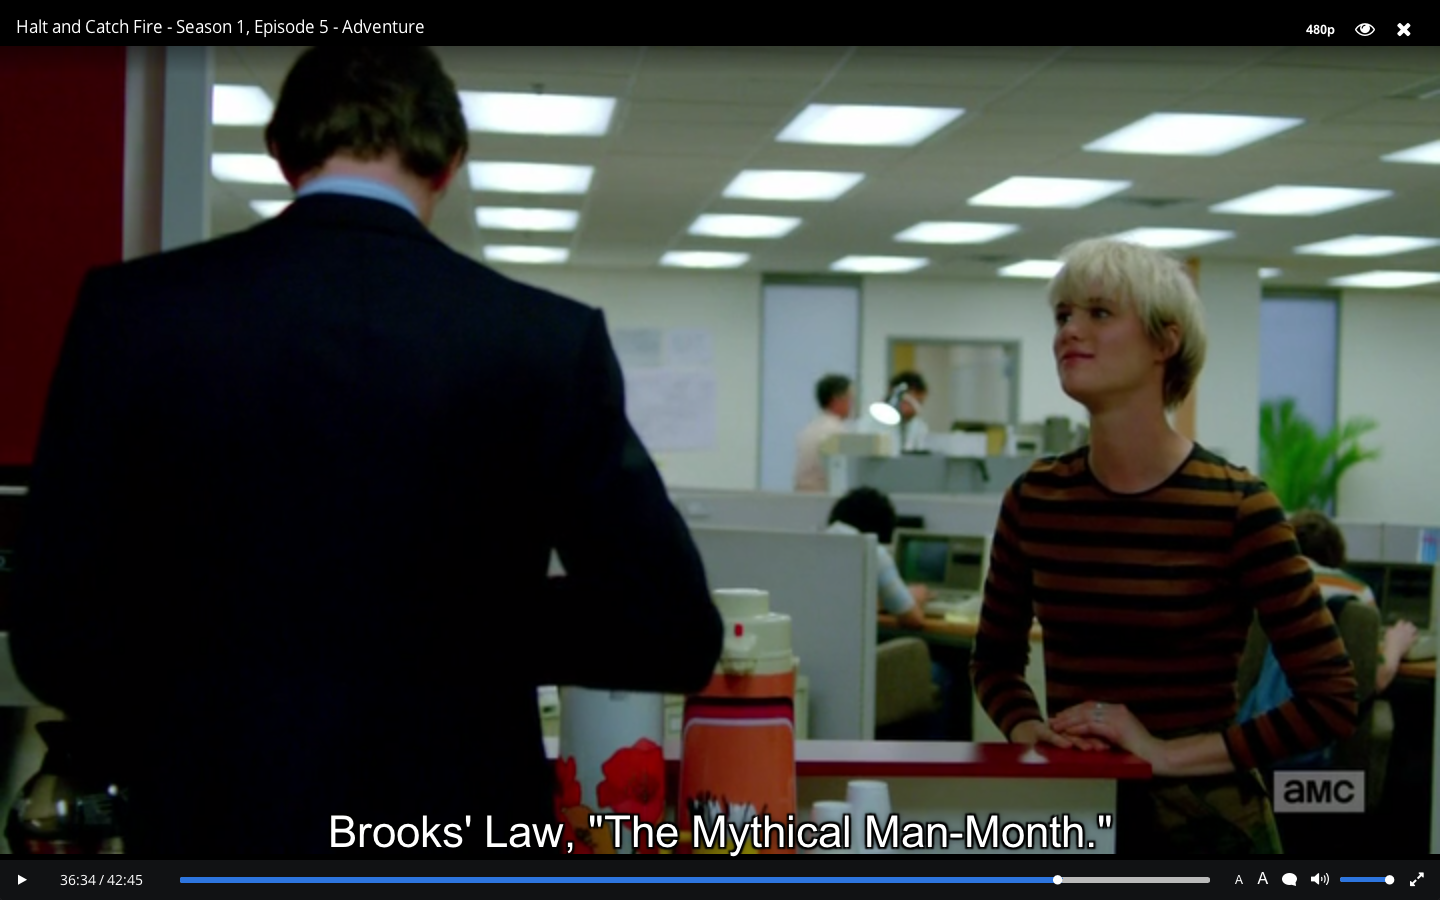 Halt and Catch Fire - Season 1, Episode 5 - Adventure
480p
amc
Brooks' Law, "The Mythical Man-Month."
36:34 / 42:45
A A